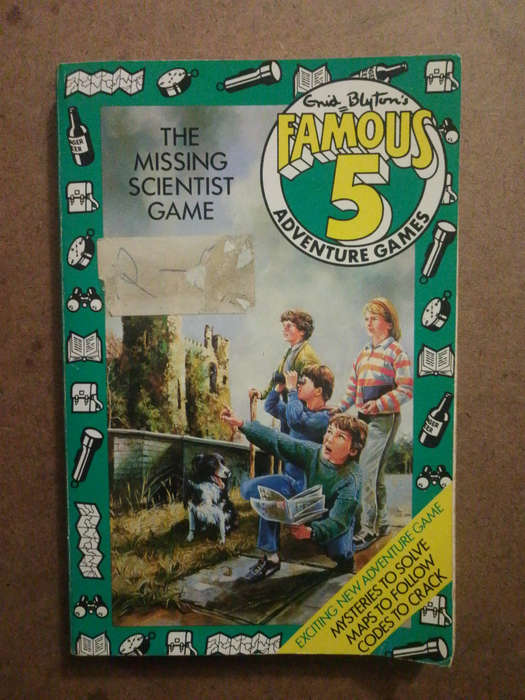 Enid Blyton's
FAMOUS
5
ADVENTURE GAMES
THE
MISSING
SCIENTIST
GAME
EXCITING NEW ADVENTURE GAME
MYSTERIES TO SOLVE
MAPS TO FOLLOW
CODES TO CRACK